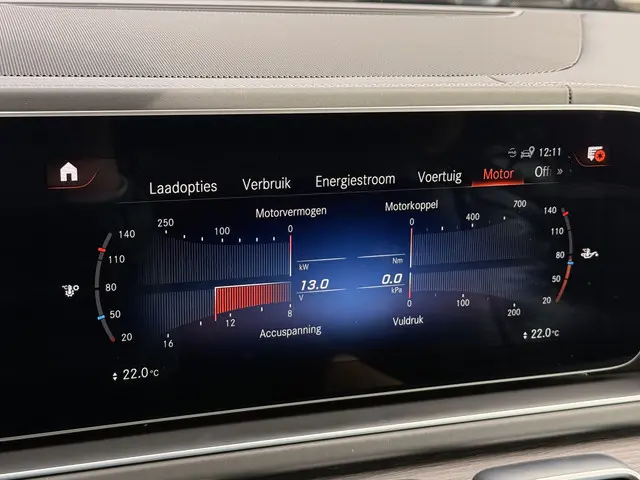 12:11
Laadopties Verbruik Energiestroom Voertuig Motor Off »
Motorvermogen Motorkoppel
250 100 0 0 400 700
140 140
110 110
80 80
50 50
20 20
kW Nm
13.0 0.0
V kPa
16 12 8 0 100 200
Accuspanning Vuldruk
22.0°C 22.0°C